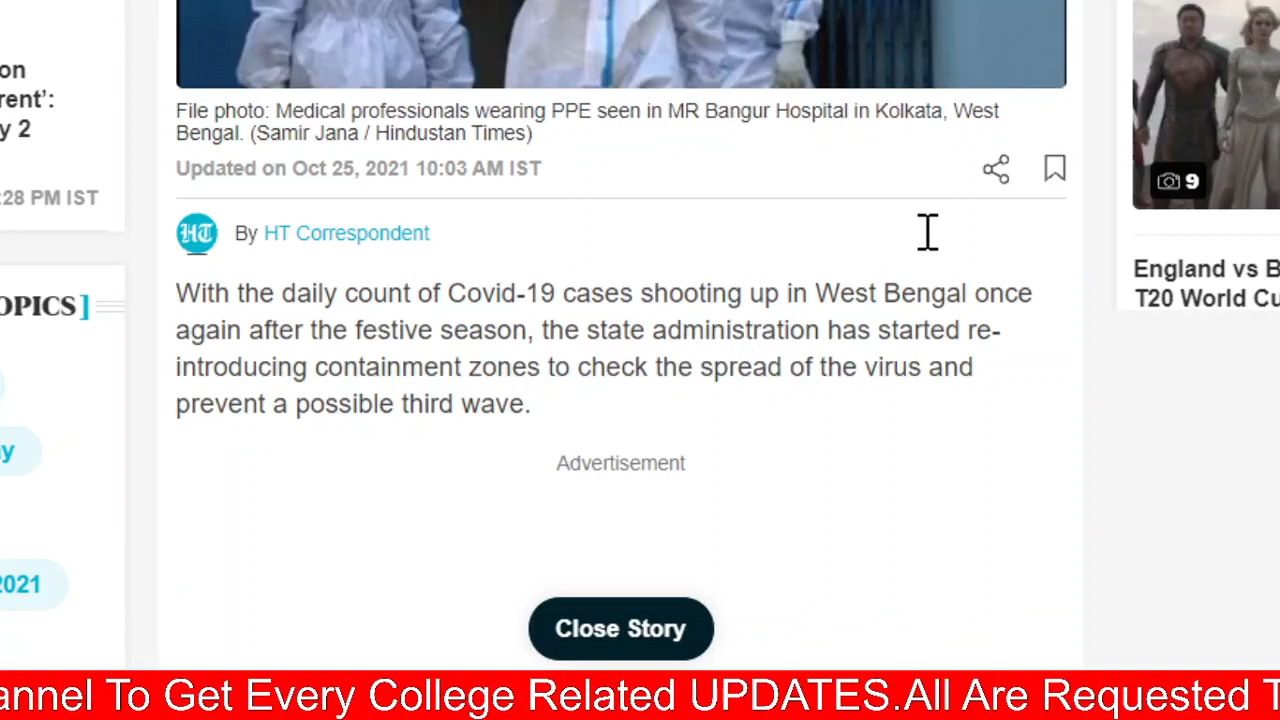 on
rent’:
y 2
:28 PM IST
OPICS]
y
2021
File photo: Medical professionals wearing PPE seen in MR Bangur Hospital in Kolkata, West
Bengal. (Samir Jana / Hindustan Times)
Updated on Oct 25, 2021 10:03 AM IST
HT
By HT Correspondent
With the daily count of Covid-19 cases shooting up in West Bengal once
again after the festive season, the state administration has started re-
introducing containment zones to check the spread of the virus and
prevent a possible third wave.
Advertisement
Close Story
9
England vs B
T20 World Cu
annel To Get Every College Related UPDATES.All Are Requested T